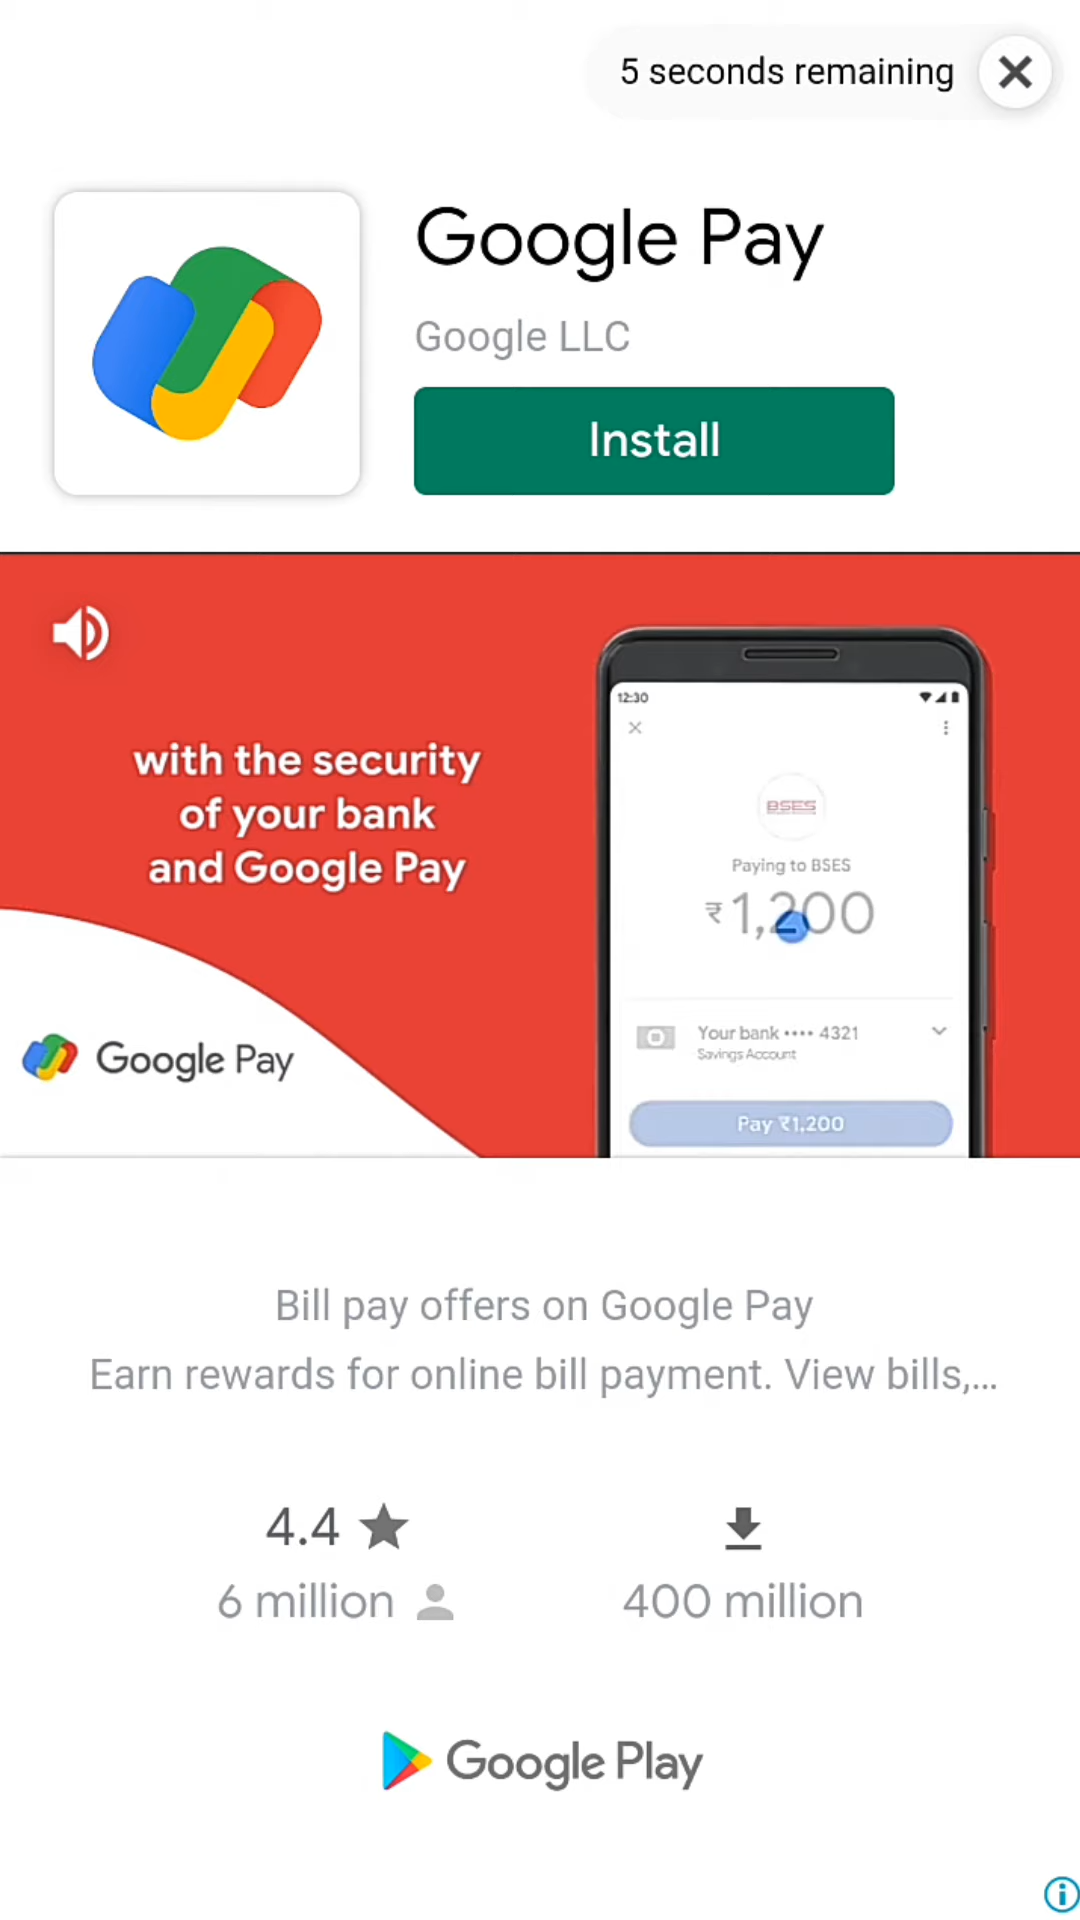 5 seconds remaining
Google Pay
Google LLC
Install
with the security
of your bank
and Google Pay
Google Pay
12:30
BSES
Paying to BSES
₹1,200
Your bank •••• 4321
Savings Account
Pay ₹1,200
Bill pay offers on Google Pay
Earn rewards for online bill payment. View bills,...
4.4 ★
6 million
400 million
Google Play